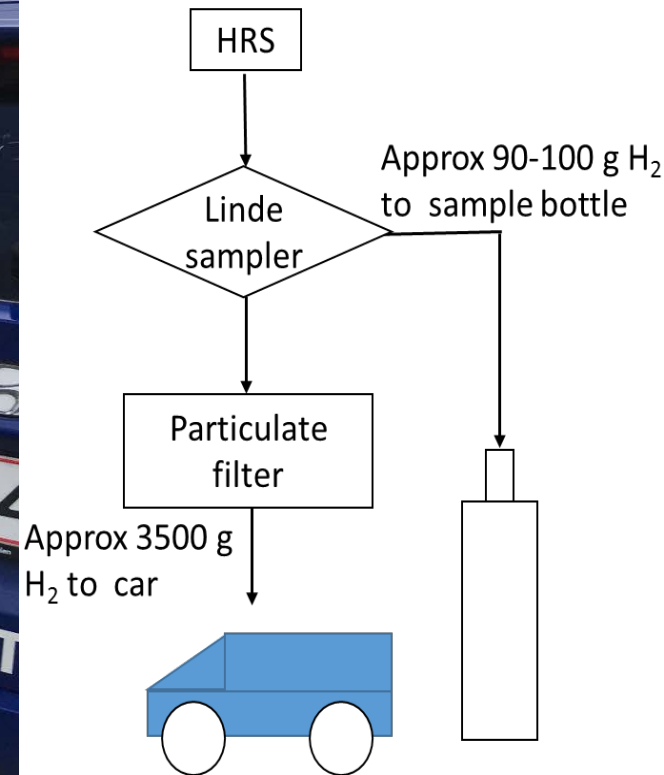 HRS
Approx 90-100 g H₂
to sample bottle
Linde
sampler
Particulate
filter
Approx 3500 g
H₂ to car